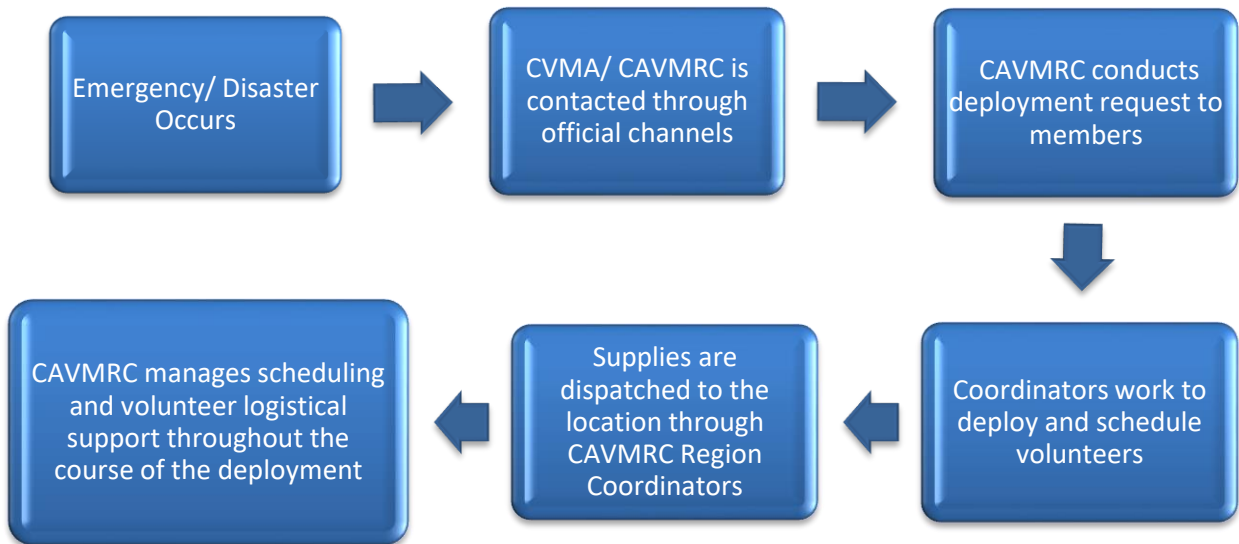 Emergency/ Disaster
Occurs
CVMA/ CAVMRC is
contacted through
official channels
CAVMRC conducts
deployment request to
members
Coordinators work to
deploy and schedule
volunteers
Supplies are
dispatched to the
location through
CAVMRC Region
Coordinators
CAVMRC manages scheduling
and volunteer logistical
support throughout the
course of the deployment